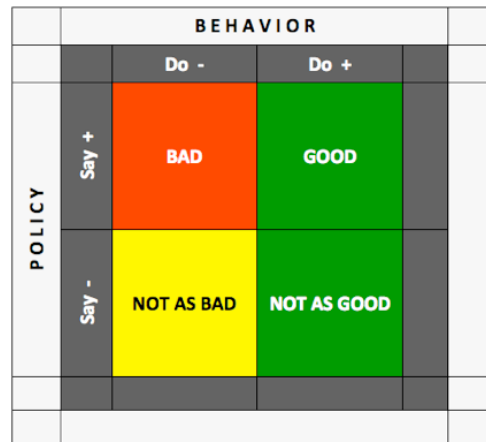 BEHAVIOR
Do - Do +
POLICY
Say +
BAD GOOD
Say -
NOT AS BAD NOT AS GOOD